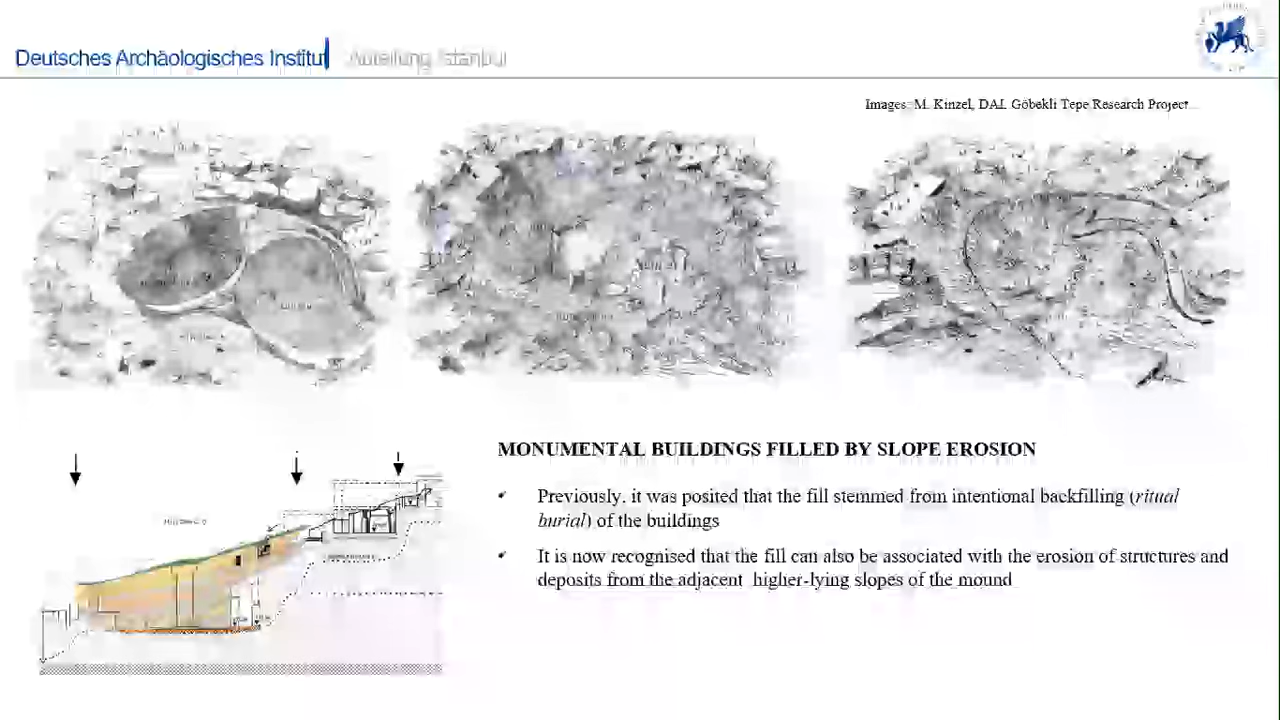 Deutsches Archäologisches Institut Abteilung Istanbul
Images: M. Kinzel, DAI, Göbekli Tepe Research Project
MONUMENTAL BUILDINGS FILLED BY SLOPE EROSION
Previously, it was posited that the fill stemmed from intentional backfilling (ritual
burial) of the buildings
It is now recognised that the fill can also be associated with the erosion of structures and
deposits from the adjacent higher-lying slopes of the mound